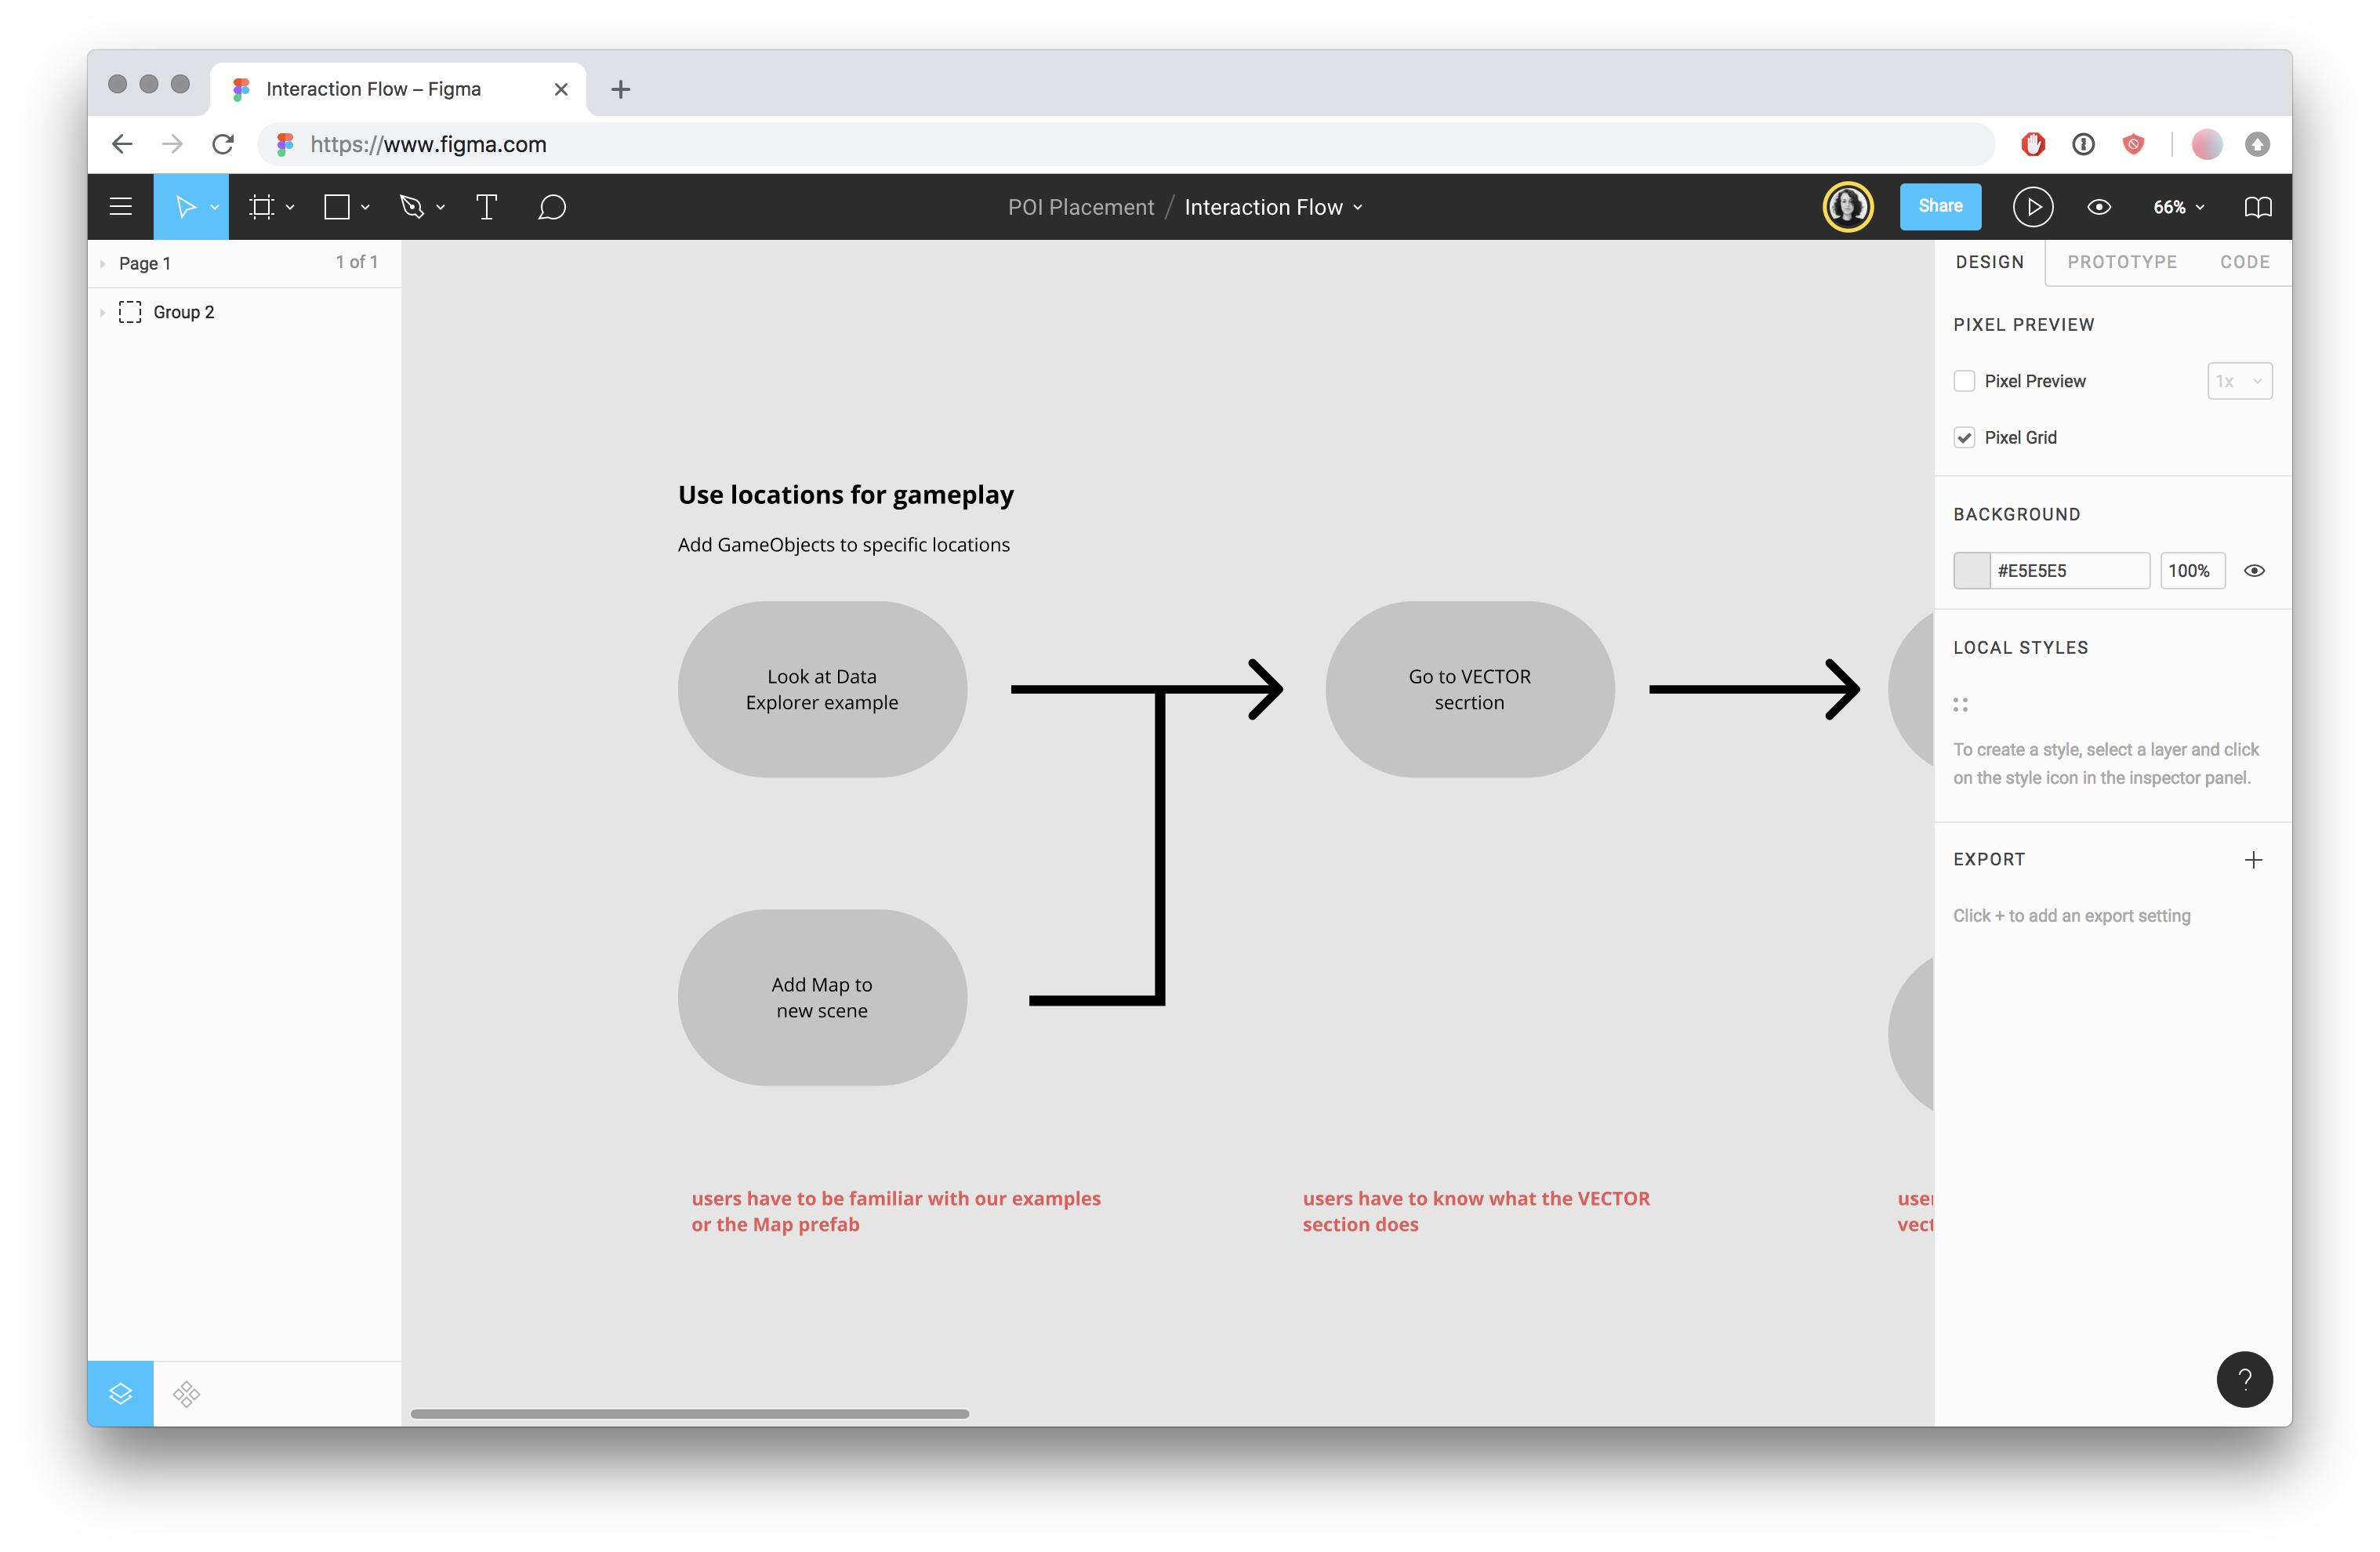 Interaction Flow – Figma
https://www.figma.com
POI Placement / Interaction Flow
Share
66%
Page 1
1 of 1
Group 2
DESIGN
PROTOTYPE
CODE
PIXEL PREVIEW
Pixel Preview
1x
Pixel Grid
BACKGROUND
#E5E5E5
100%
LOCAL STYLES
To create a style, select a layer and click
on the style icon in the inspector panel.
EXPORT
Click + to add an export setting
Use locations for gameplay
Add GameObjects to specific locations
Look at Data
Explorer example
Go to VECTOR
secrtion
Add Map to
new scene
users have to be familiar with our examples
or the Map prefab
users have to know what the VECTOR
section does
?